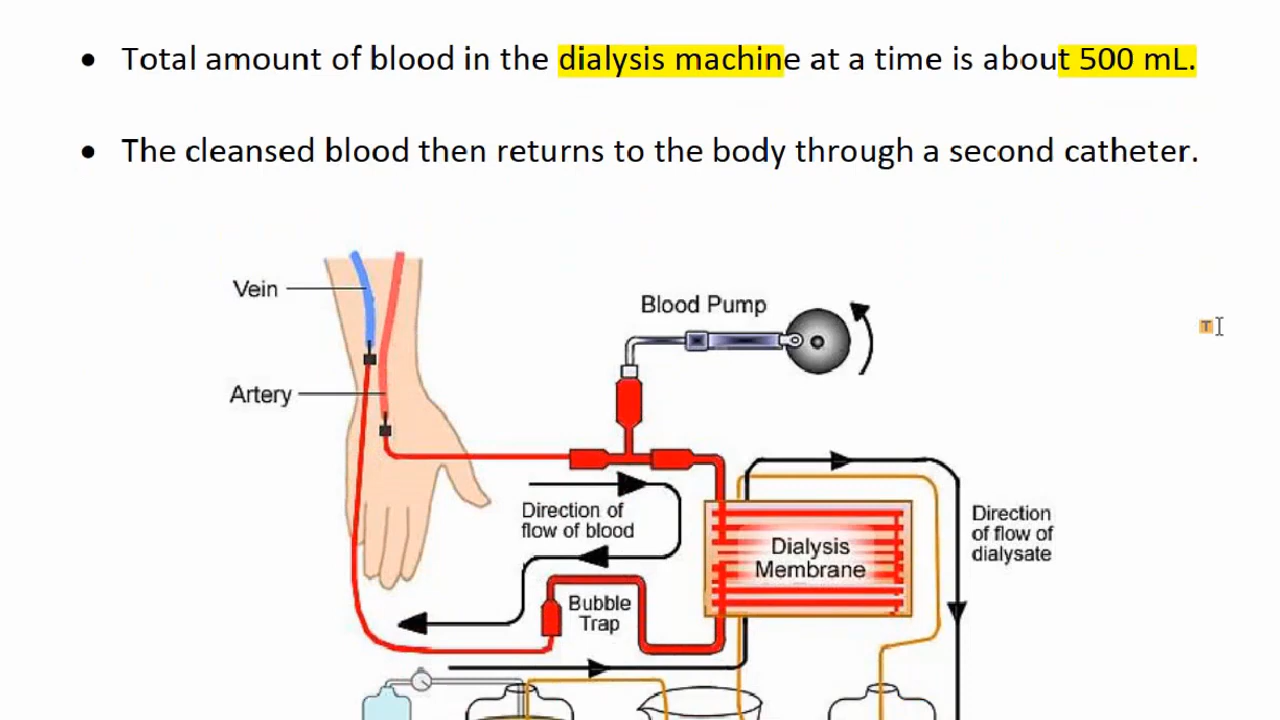 • Total amount of blood in the dialysis machine at a time is about 500 mL.
• The cleansed blood then returns to the body through a second catheter.
Vein
Blood Pump
T
Artery
Direction of
flow of blood
Direction
of flow of
dialysate
Dialysis
Membrane
Bubble
Trap